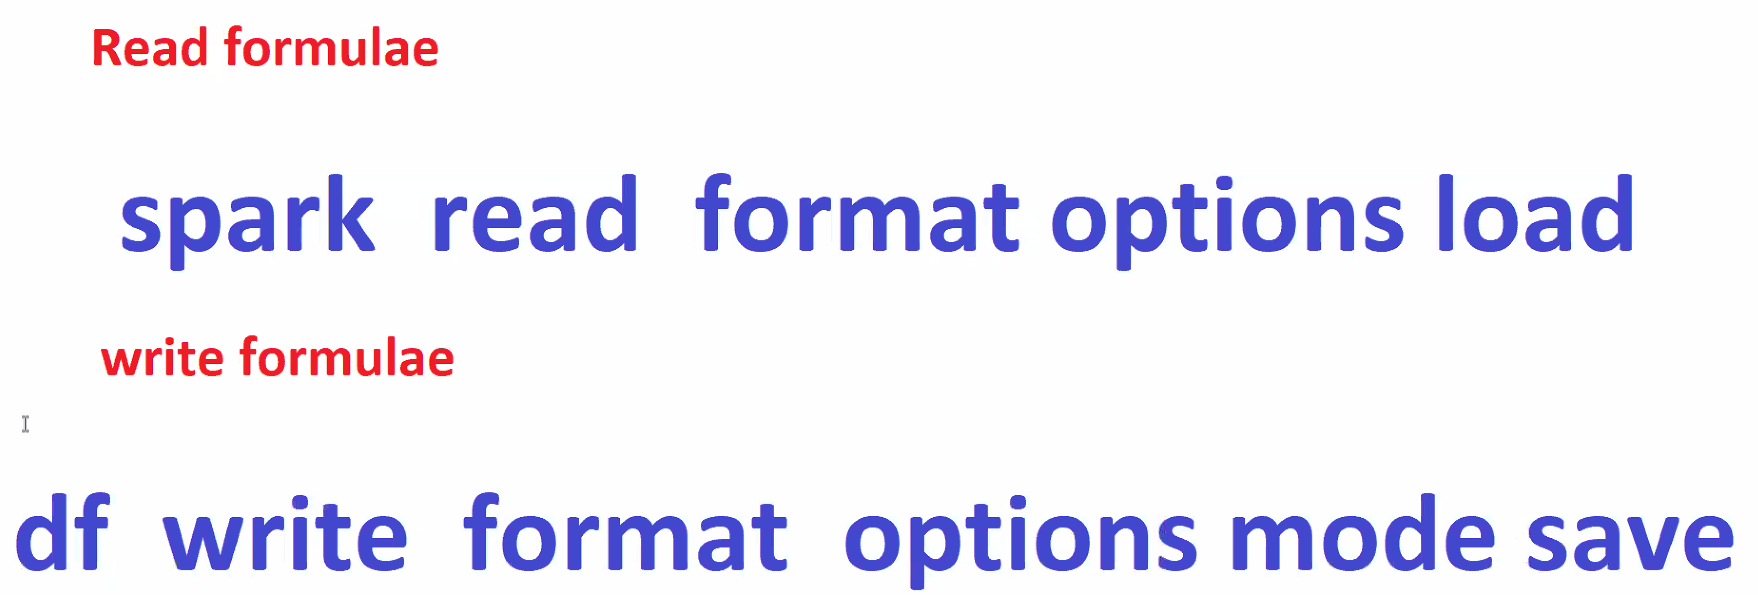 Read formulae
spark read format options load
write formulae
df write format options mode save